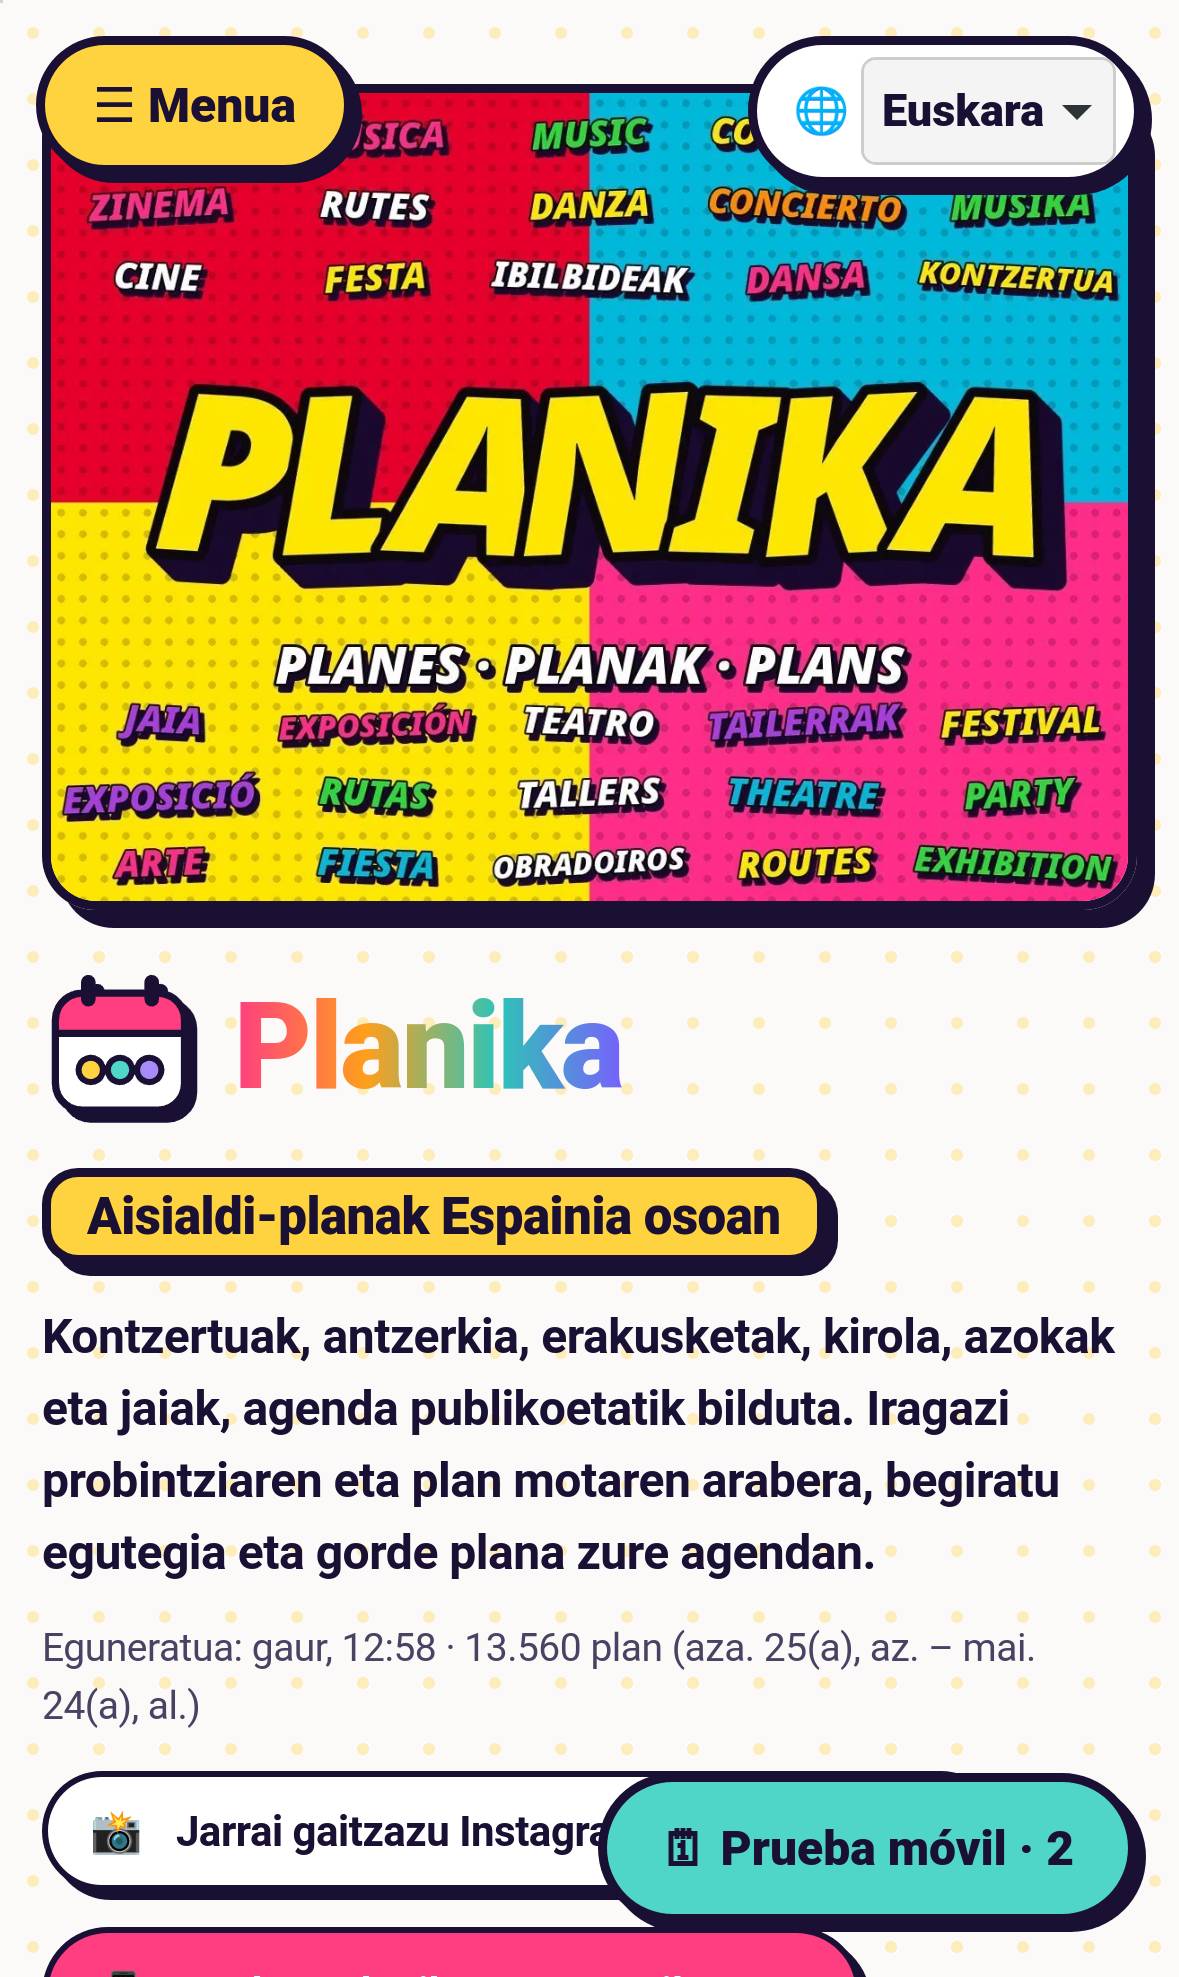 ☰ Menua
Euskara
MUSIC
ZINEMA RUTES DANZA CONCIERTO MUSIKA
CINE FESTA IBILBIDEAK DANSA KONTZERTUA
PLANIKA
PLANES · PLANAK · PLANS
JAIA EXPOSICIÓN TEATRO TAILERRAK FESTIVAL
EXPOSICIÓ RUTAS TALLERS THEATRE PARTY
ARTE FIESTA OBRADOIROS ROUTES EXHIBITION
Planika
Aisialdi-planak Espainia osoan
Kontzertuak, antzerkia, erakusketak, kirola, azokak
eta jaiak, agenda publikoetatik bilduta. Iragazi
probintziaren eta plan motaren arabera, begiratu
egutegia eta gorde plana zure agendan.
Eguneratua: gaur, 12:58 · 13.560 plan (aza. 25(a), az. – mai.
24(a), al.)
Jarrai gaitzazu Instagra
Prueba móvil · 2